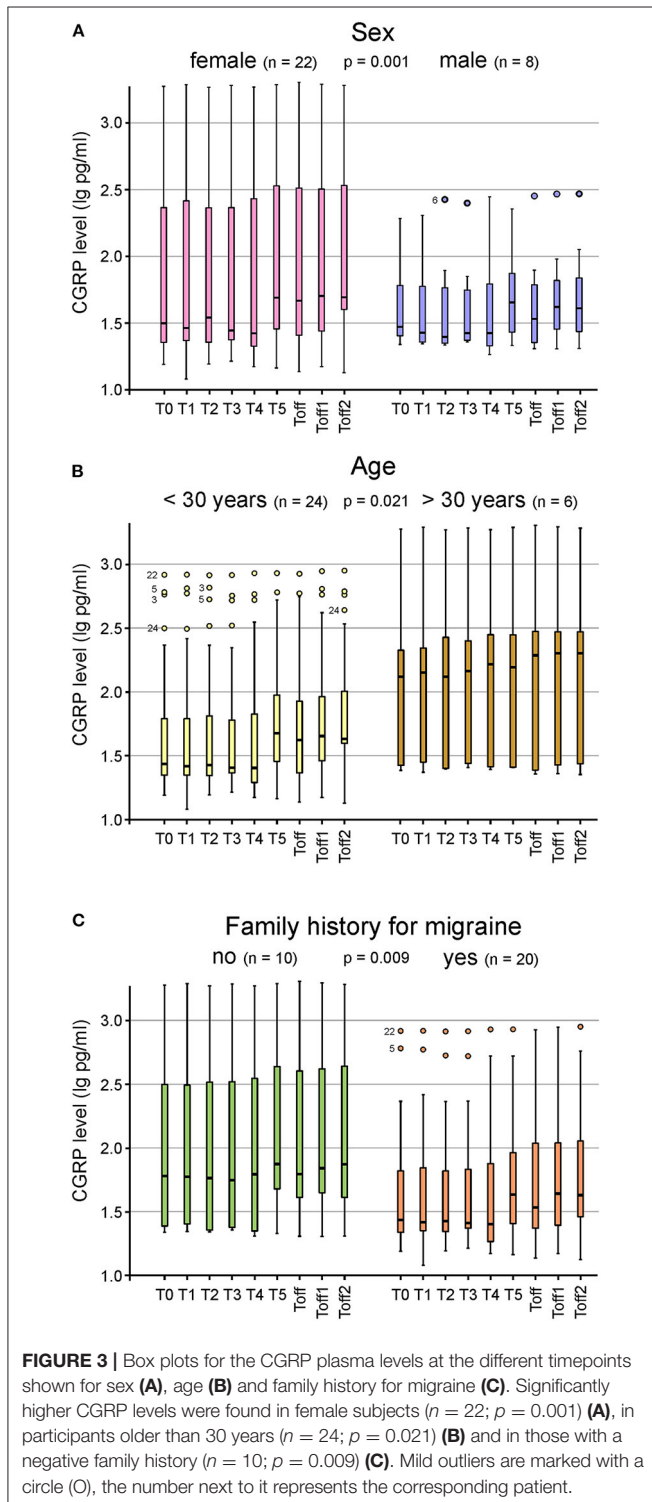 A
Sex
female (n = 22) p = 0.001 male (n = 8)
CGRP level (lg pg/ml)
3.0
2.5
2.0
1.5
1.0
6
T0 T1 T2 T3 T4 T5 Toff Toff1 Toff2 T0 T1 T2 T3 T4 T5 Toff Toff1 Toff2
B
Age
< 30 years (n = 24) p = 0.021 > 30 years (n = 6)
CGRP level (lg pg/ml)
3.0
2.5
2.0
1.5
1.0
22
5
3
24
3
5
24
T0 T1 T2 T3 T4 T5 Toff Toff1 Toff2 T0 T1 T2 T3 T4 T5 Toff Toff1 Toff2
C
Family history for migraine
no (n = 10) p = 0.009 yes (n = 20)
CGRP level (lg pg/ml)
3.0
2.5
2.0
1.5
1.0
22
5
T0 T1 T2 T3 T4 T5 Toff Toff1 Toff2 T0 T1 T2 T3 T4 T5 Toff Toff1 Toff2
FIGURE 3 | Box plots for the CGRP plasma levels at the different timepoints
shown for sex (A), age (B) and family history for migraine (C). Significantly
higher CGRP levels were found in female subjects (n = 22; p = 0.001) (A), in
participants older than 30 years (n = 24; p = 0.021) (B) and in those with a
negative family history (n = 10; p = 0.009) (C). Mild outliers are marked with a
circle (O), the number next to it represents the corresponding patient.